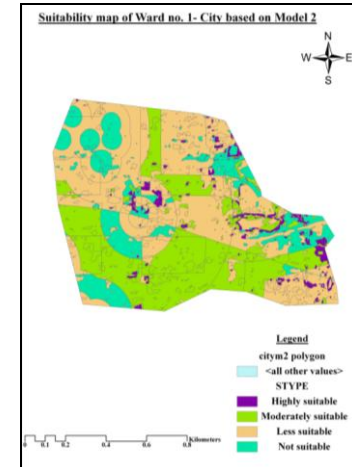 Suitability map of Ward no. 1- City based on Model 2
N
W E
S
Legend
citym2 polygon
<all other values>
STYPE
Highly suitable
Moderately suitable
Less suitable
Not suitable
Kilometers
0 0.1 0.2 0.4 0.6 0.8